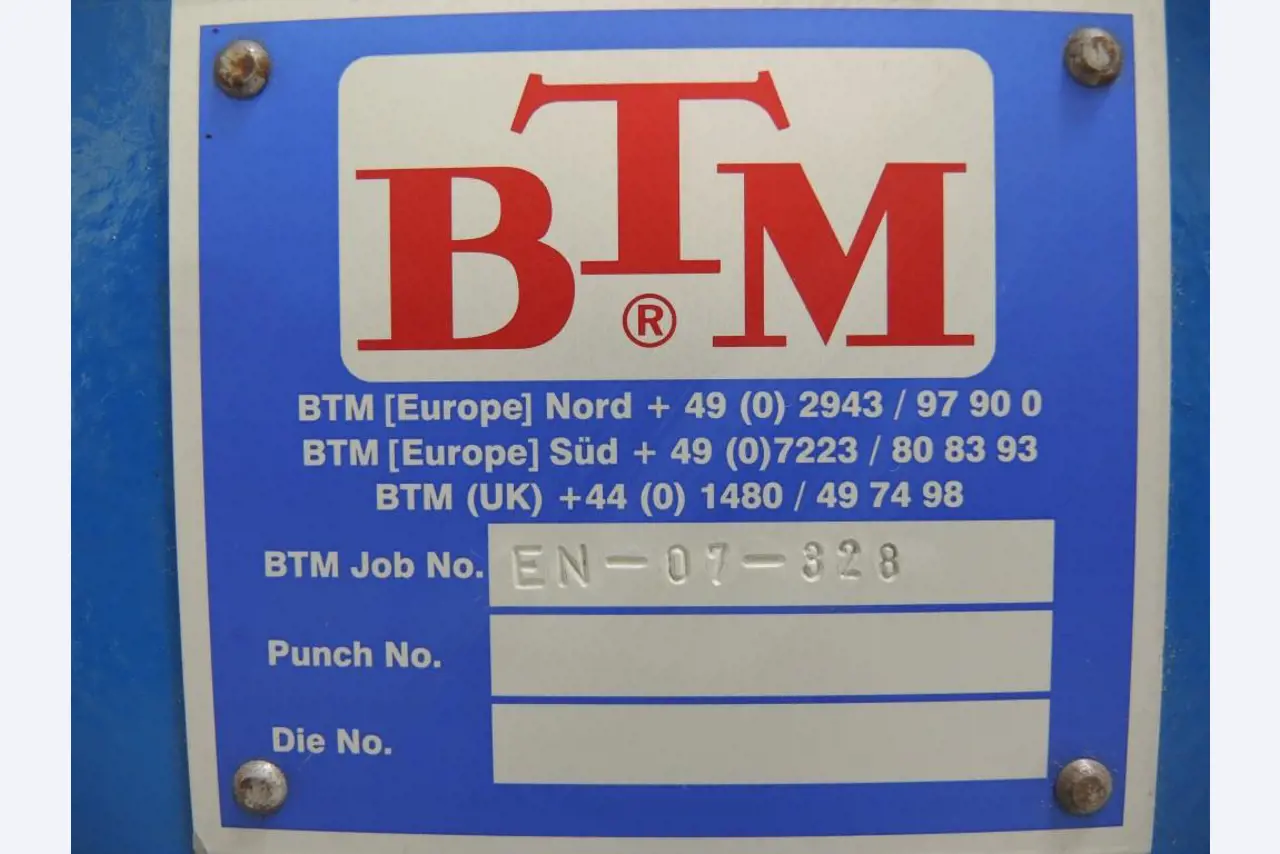 BTM
®
BTM [Europe] Nord + 49 (0) 2943 / 97 90 0
BTM [Europe] Süd + 49 (0)7223 / 80 83 93
BTM (UK) +44 (0) 1480 / 49 74 98
BTM Job No. EN-07-328
Punch No.
Die No.